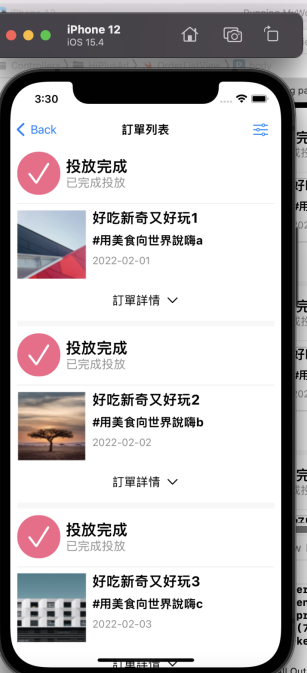 iPhone 12
iOS 15.4
3:30
Back
訂單列表
投放完成
已完成投放
好吃新奇又好玩1
#用美食向世界說嗨a
2022-02-01
訂單詳情
投放完成
已完成投放
好吃新奇又好玩2
#用美食向世界說嗨b
2022-02-02
訂單詳情
投放完成
已完成投放
好吃新奇又好玩3
#用美食向世界說嗨c
2022-02-03
訂單詳情